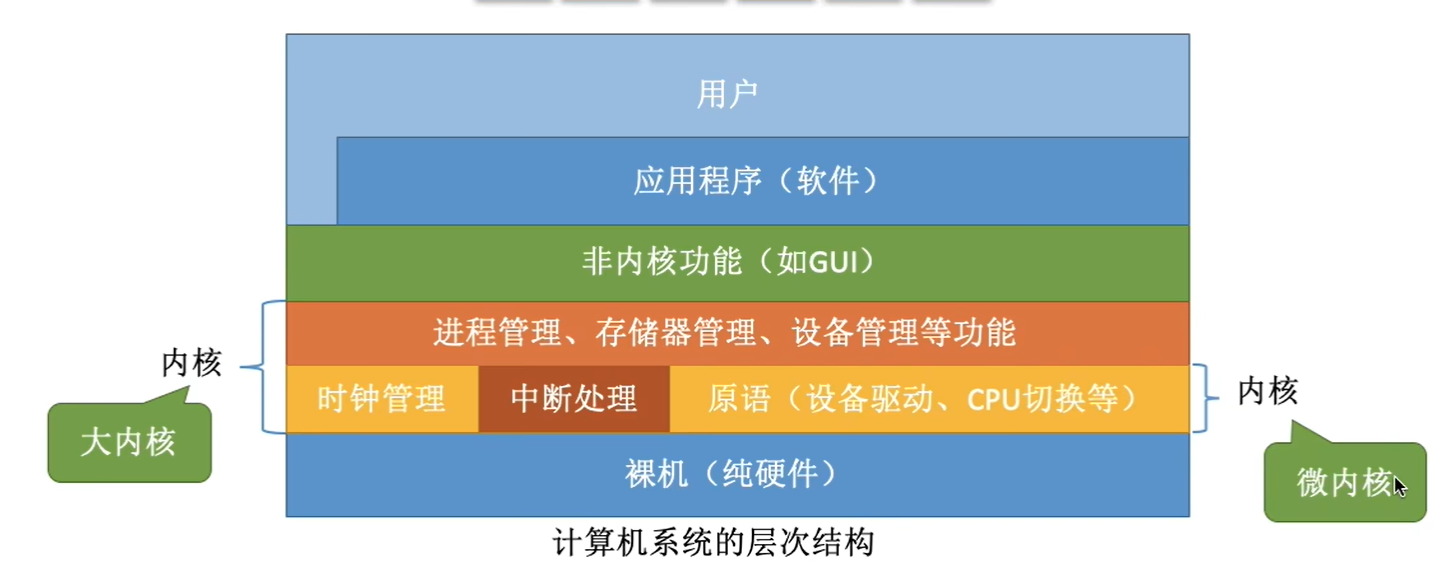 用户
应用程序（软件）
非内核功能（如GUI）
进程管理、存储器管理、设备管理等功能
内核
时钟管理
中断处理
原语（设备驱动、CPU切换等）
内核
大内核
裸机（纯硬件）
微内核
计算机系统的层次结构